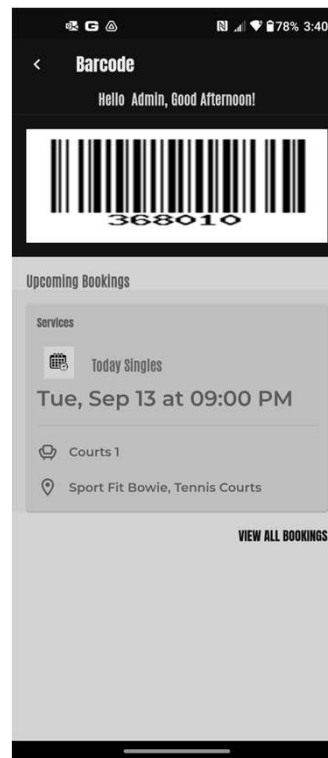 78% 3:40
Barcode
Hello Admin, Good Afternoon!
368010
Upcoming Bookings
Services
Today Singles
Tue, Sep 13 at 09:00 PM
Courts 1
Sport Fit Bowie, Tennis Courts
VIEW ALL BOOKINGS